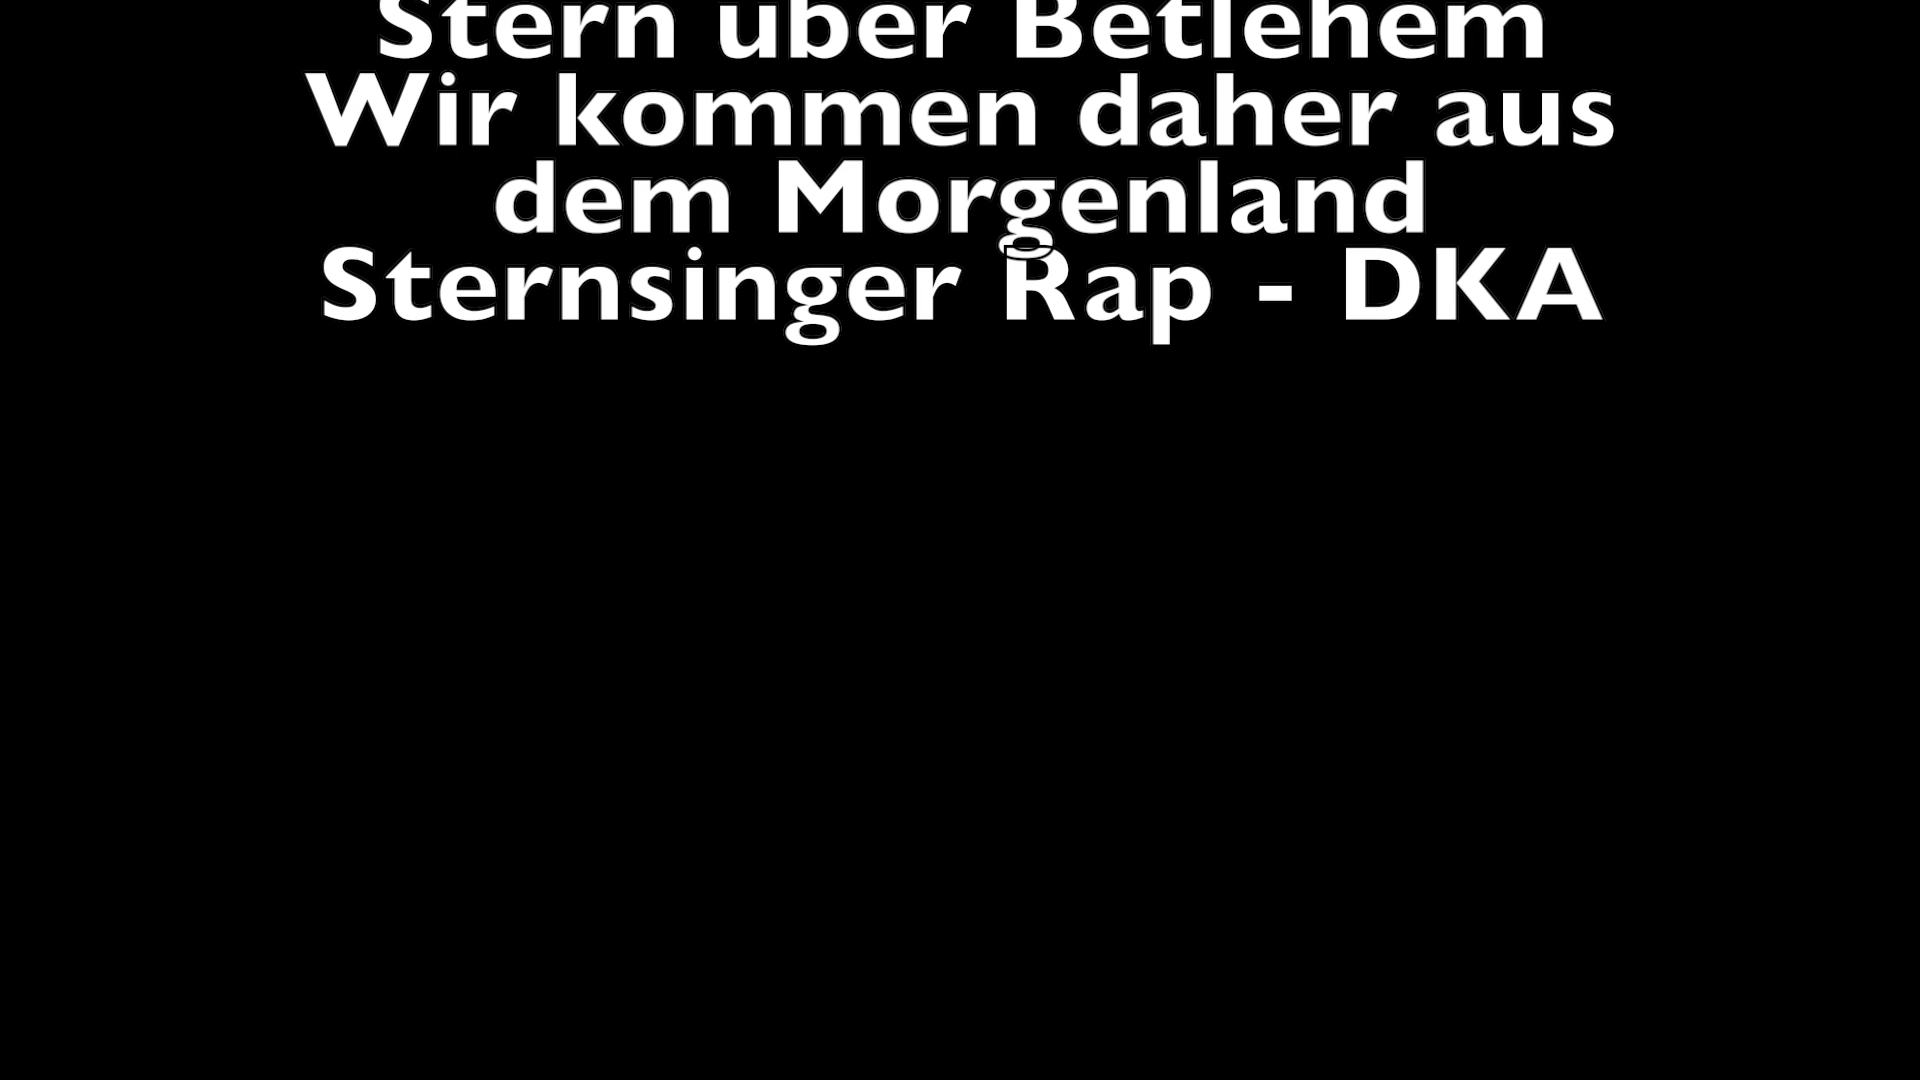 Stern über Betlehem
Wir kommen daher aus
dem Morgenland
Sternsinger Rap - DKA